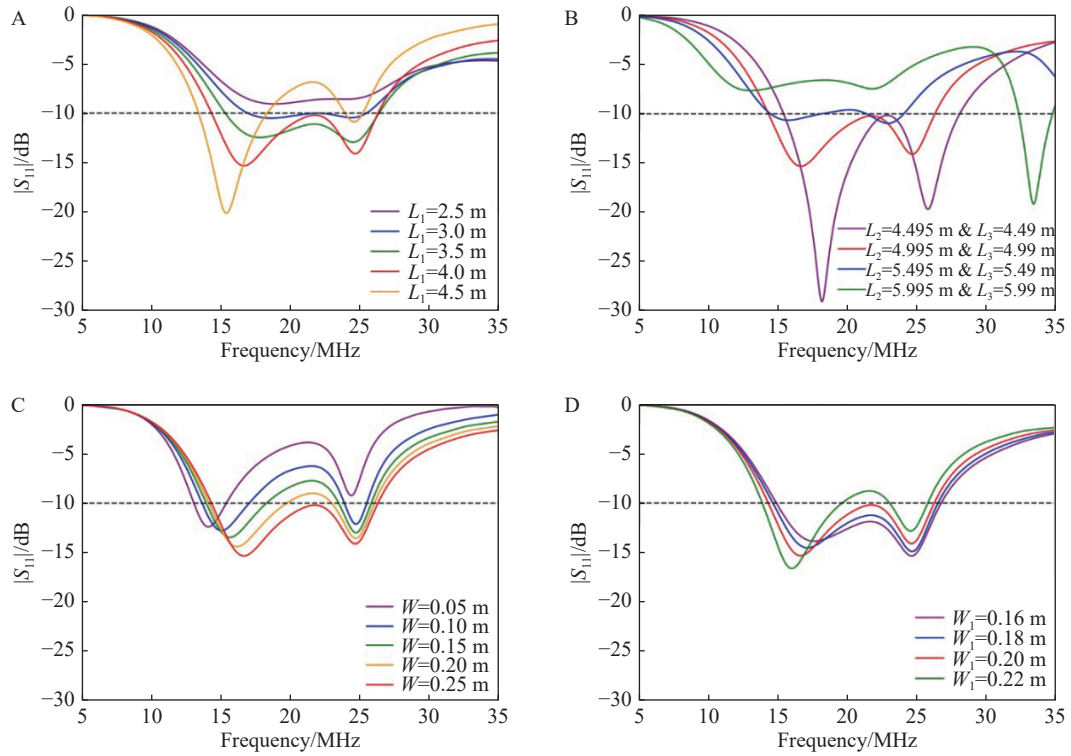 A
0
−5
−10
−15
−20
−25
−30
|S₁₁|/dB
5 10 15 20 25 30 35
Frequency/MHz
L₁=2.5 m
L₁=3.0 m
L₁=3.5 m
L₁=4.0 m
L₁=4.5 m
B
0
−5
−10
−15
−20
−25
−30
|S₁₁|/dB
5 10 15 20 25 30 35
Frequency/MHz
L₂=4.495 m & L₃=4.49 m
L₂=4.995 m & L₃=4.99 m
L₂=5.495 m & L₃=5.49 m
L₂=5.995 m & L₃=5.99 m
C
0
−5
−10
−15
−20
−25
−30
|S₁₁|/dB
5 10 15 20 25 30 35
Frequency/MHz
W=0.05 m
W=0.10 m
W=0.15 m
W=0.20 m
W=0.25 m
D
0
−5
−10
−15
−20
−25
−30
|S₁₁|/dB
5 10 15 20 25 30 35
Frequency/MHz
W₁=0.16 m
W₁=0.18 m
W₁=0.20 m
W₁=0.22 m